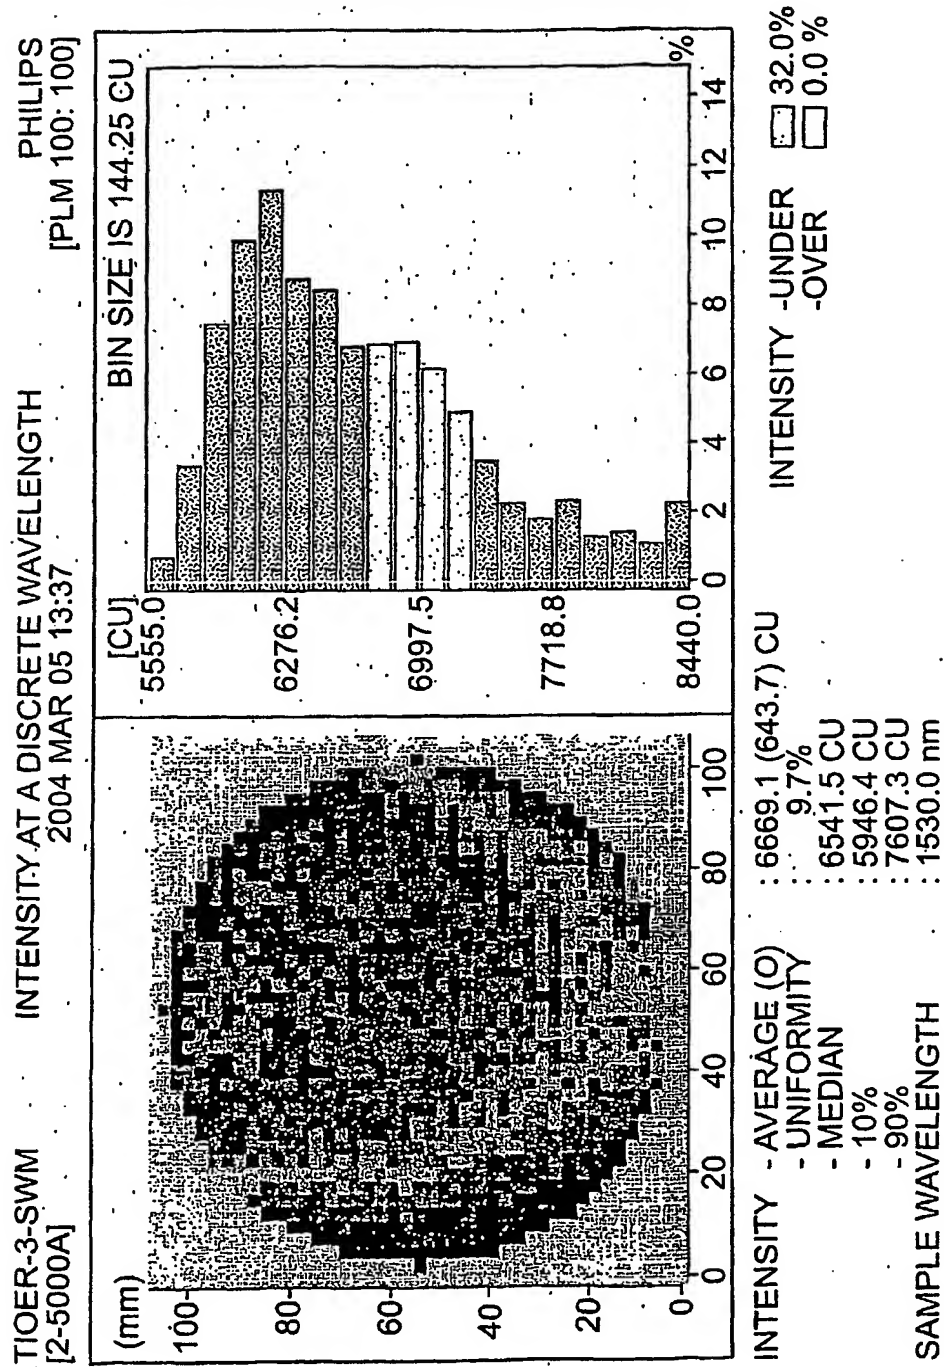 TIOER-3-SWM INTENSITY AT A DISCRETE WAVELENGTH PHILIPS
[2-5000A] 2004 MAR 05 13:37 [PLM 100: 100]
(mm)
100
80
60
40
20
0
0 20 40 60 80 100
BIN SIZE IS 144.25 CU
[CU]
5555.0
6276.2
6997.5
7718.8
8440.0
0 2 4 6 8 10 12 14 %
INTENSITY - AVERAGE (O) : 6669.1 (643.7) CU
- UNIFORMITY : 9.7%
- MEDIAN : 6541.5 CU
- 10% : 5946.4 CU
- 90% : 7607.3 CU
SAMPLE WAVELENGTH : 1530.0 nm
INTENSITY -UNDER 32.0%
-OVER 0.0 %